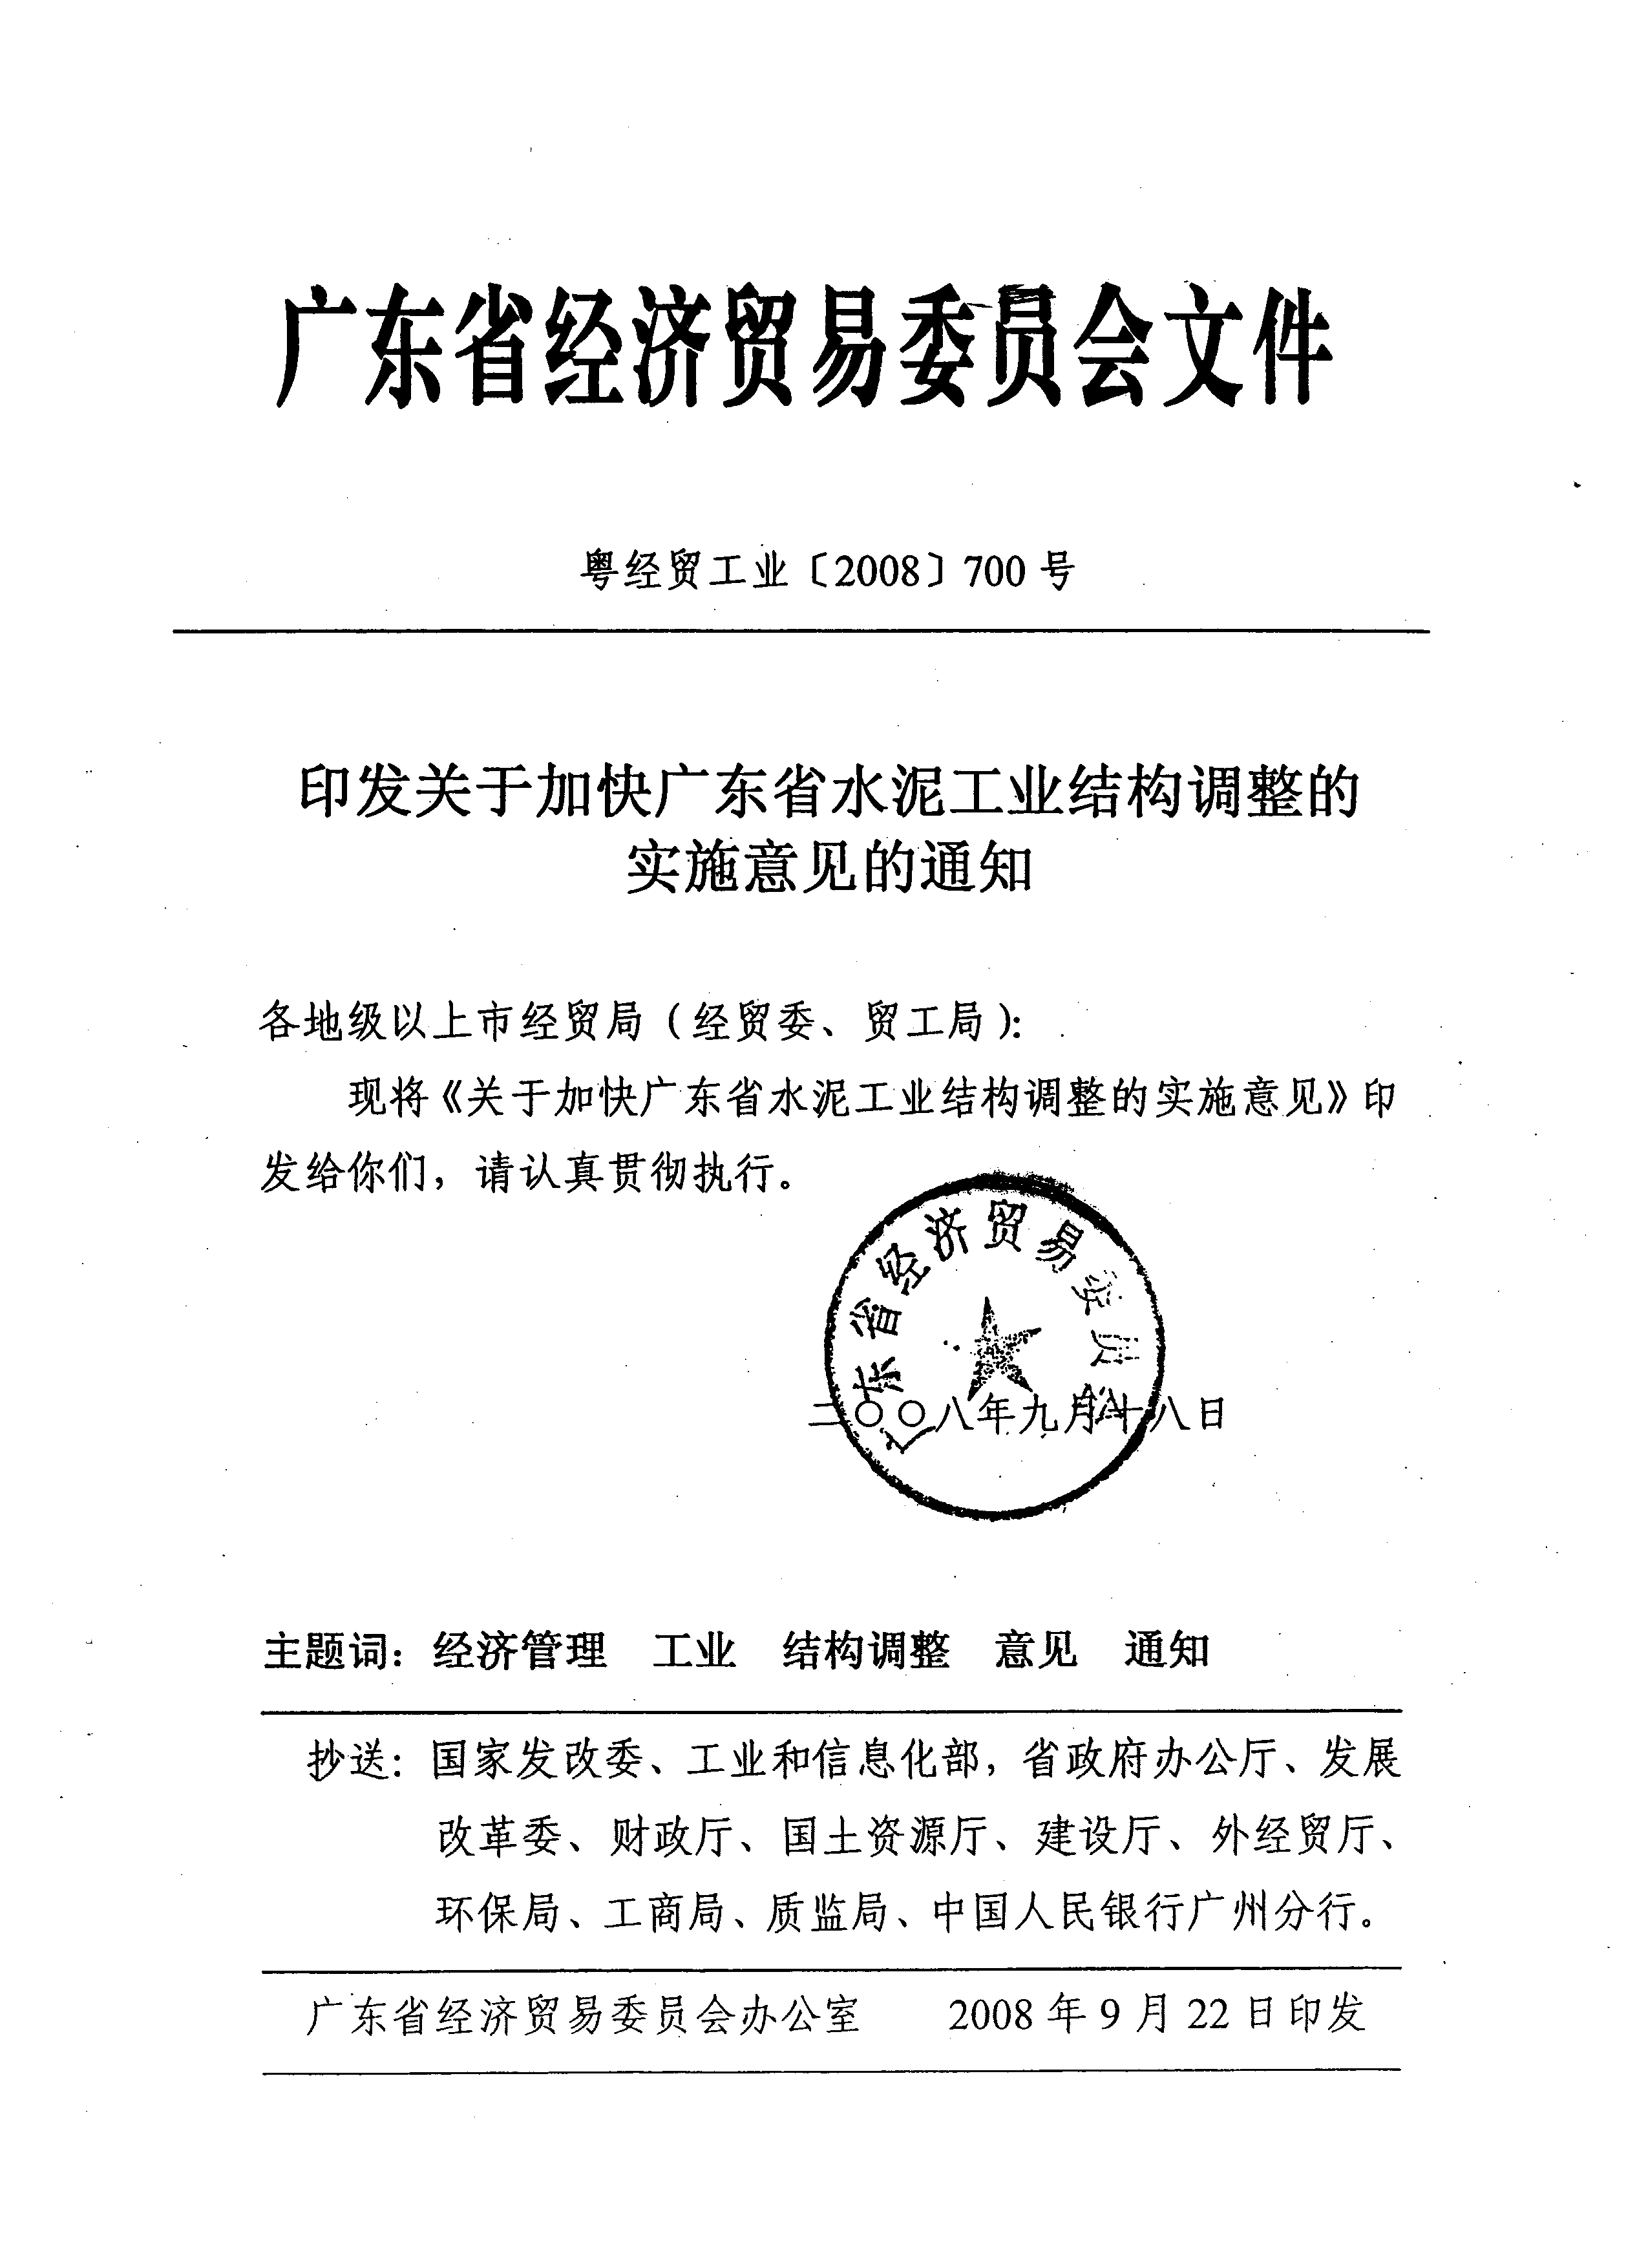 广东省经济贸易委员会文件
粤经贸工业〔2008〕700号
印发关于加快广东省水泥工业结构调整的
实施意见的通知
各地级以上市经贸局（经贸委、贸工局）：
现将《关于加快广东省水泥工业结构调整的实施意见》印
发给你们，请认真贯彻执行。
广东省经济贸易委员会
二〇〇八年九月十八日
主题词：经济管理 工业 结构调整 意见 通知
抄送：国家发改委、工业和信息化部，省政府办公厅、发展
改革委、财政厅、国土资源厅、建设厅、外经贸厅、
环保局、工商局、质监局、中国人民银行广州分行。
广东省经济贸易委员会办公室 2008年9月22日印发